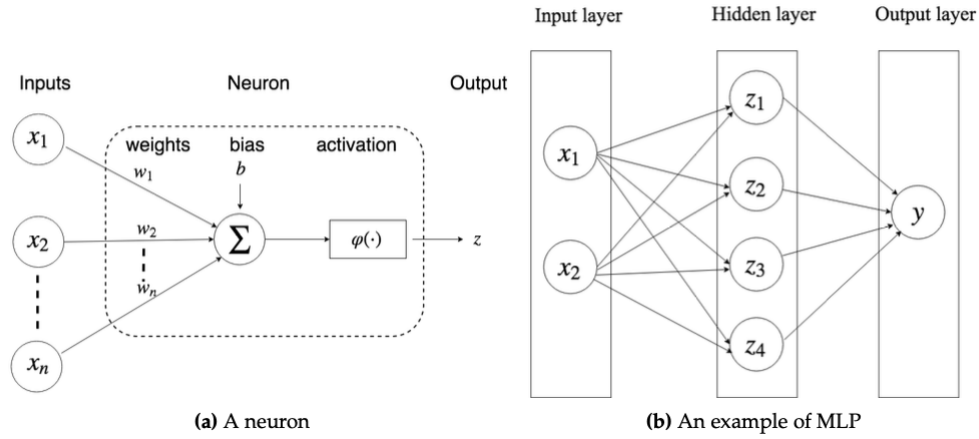 Inputs
Neuron
Output
x1
x2
xn
weights
bias
activation
w1
b
w2
wn
Σ
φ(·)
z
(a) A neuron
Input layer
Hidden layer
Output layer
x1
x2
z1
z2
z3
z4
y
(b) An example of MLP